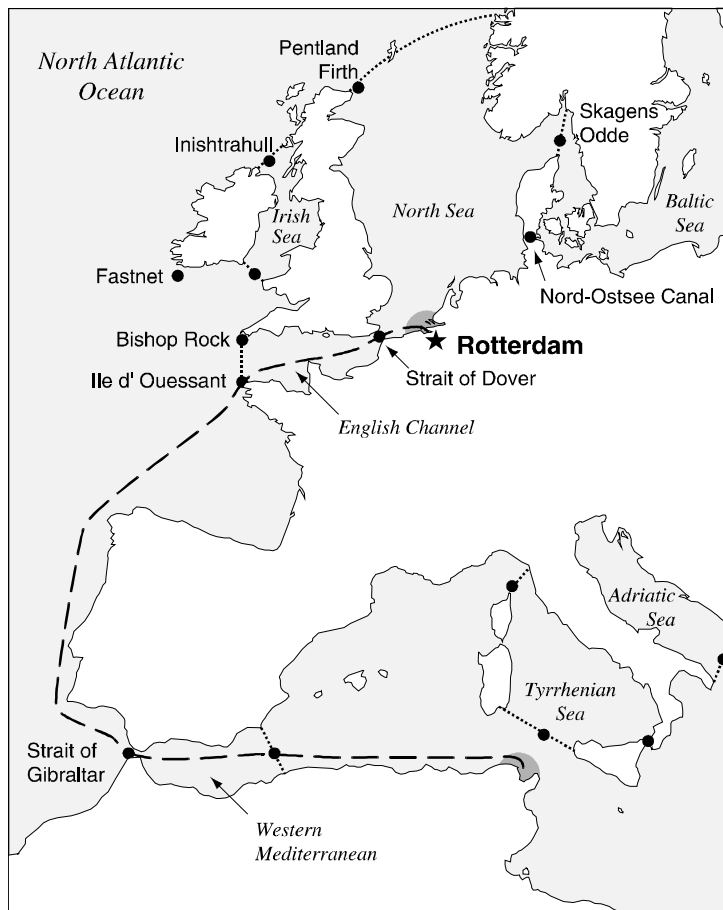 Pentland
Firth
North Atlantic
Ocean
Skagens
Odde
Inishtrahull
Irish
Sea
North Sea
Baltic
Sea
Fastnet
Nord-Ostsee Canal
Bishop Rock
Rotterdam
Ile d' Ouessant
Strait of Dover
English Channel
Adriatic
Sea
Tyrrhenian
Sea
Strait of
Gibraltar
Western
Mediterranean